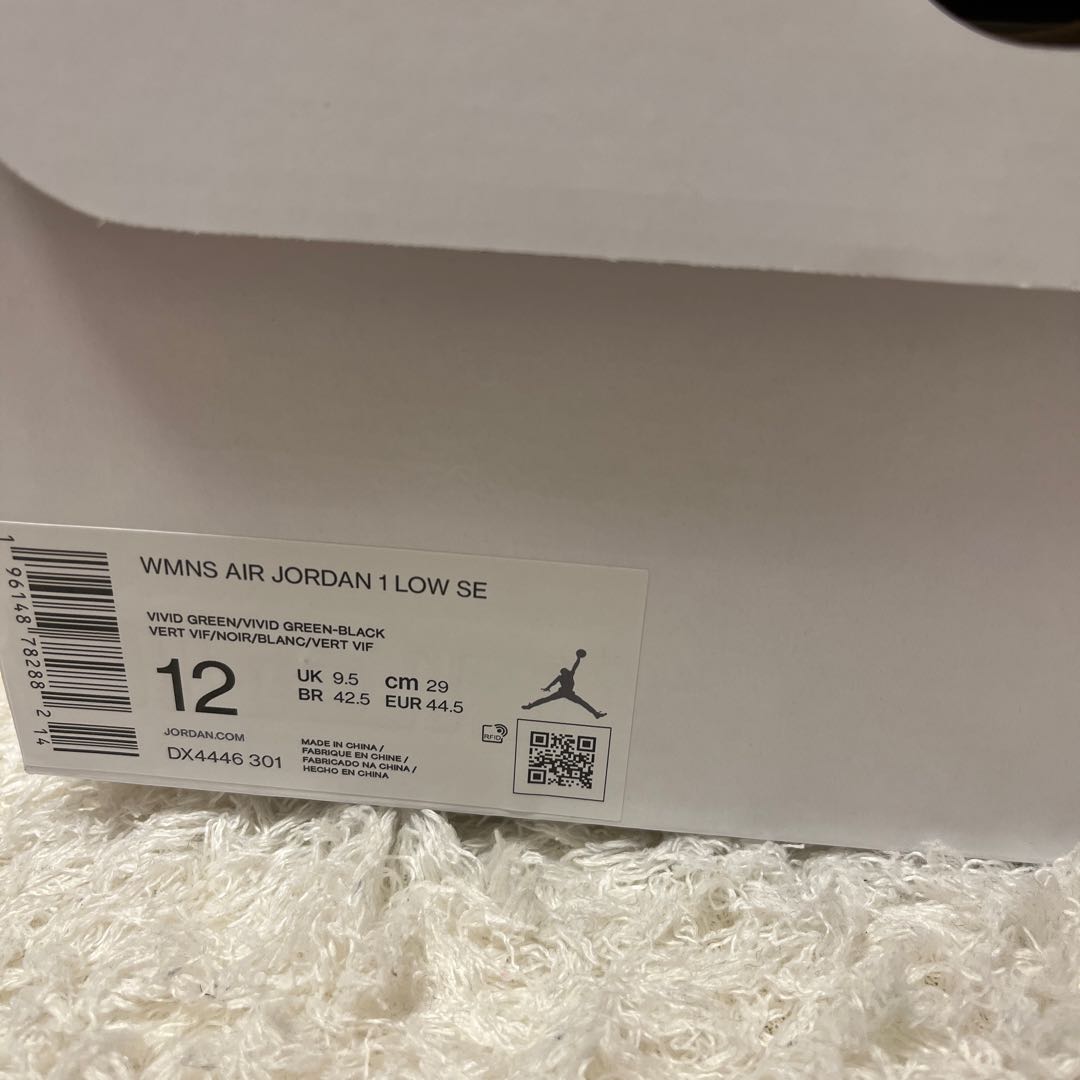 WMNS AIR JORDAN 1 LOW SE
VIVID GREEN/VIVID GREEN-BLACK
VERT VIF/NOIR/BLANC/VERT VIF
12
UK 9.5 cm 29
BR 42.5 EUR 44.5
JORDAN.COM
DX4446 301
MADE IN CHINA /
FABRIQUE EN CHINE /
FABRICADO NA CHINA /
HECHO EN CHINA
RFID
1 96148 78288 214